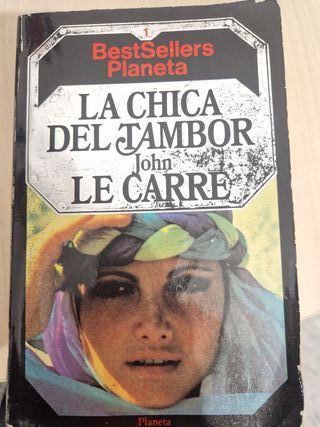 1
BestSellers
Planeta
LA CHICA
DEL TAMBOR
John
LE CARRE
Planeta